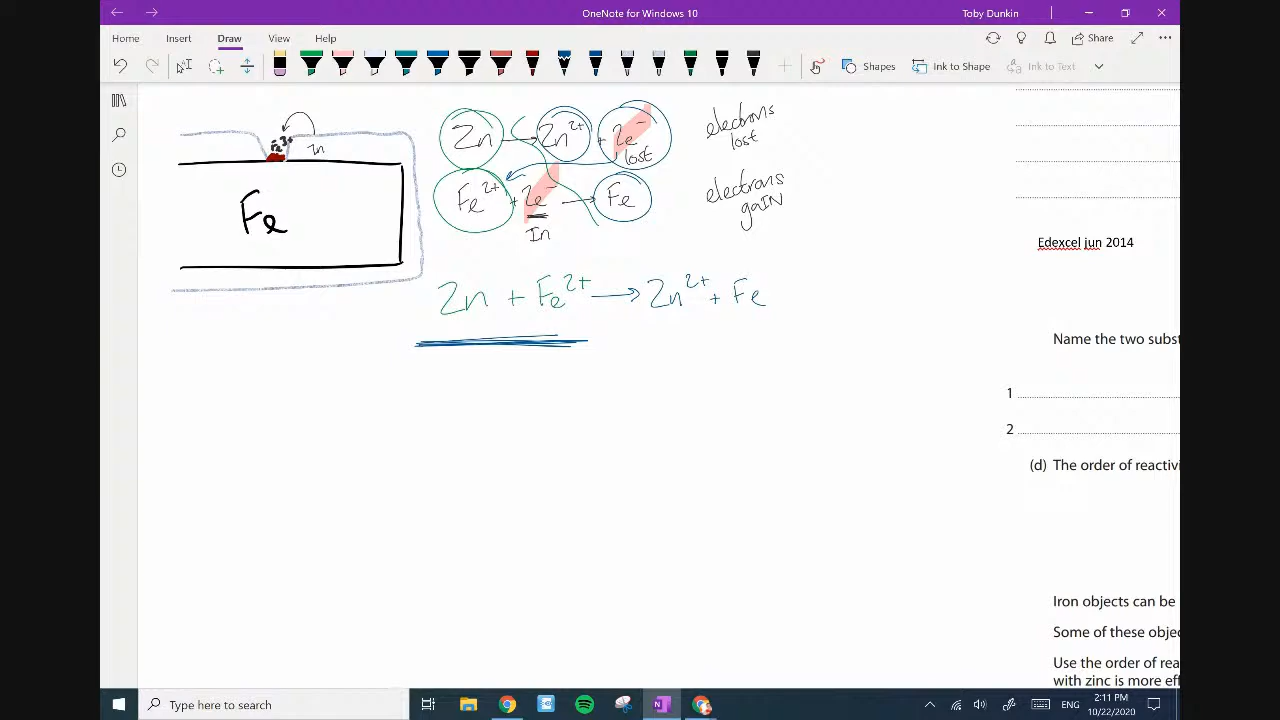 OneNote for Windows 10
Toby Dunkin
Home Insert Draw View Help
Share
Shapes
Ink to Shape
Ink to Text
Zn
Fe
Zn → Zn²⁺ + 2e⁻
lost
electrons
lost
Fe²⁺ + 2e⁻ → Fe
In
electrons
gaIN
Zn + Fe²⁺ → Zn²⁺ + Fe
Edexcel jun 2014
Name the two subst
1
2
(d) The order of reactivi
Iron objects can be
Some of these objec
Use the order of rea
with zinc is more eff
Type here to search
ENG
2:11 PM
10/22/2020